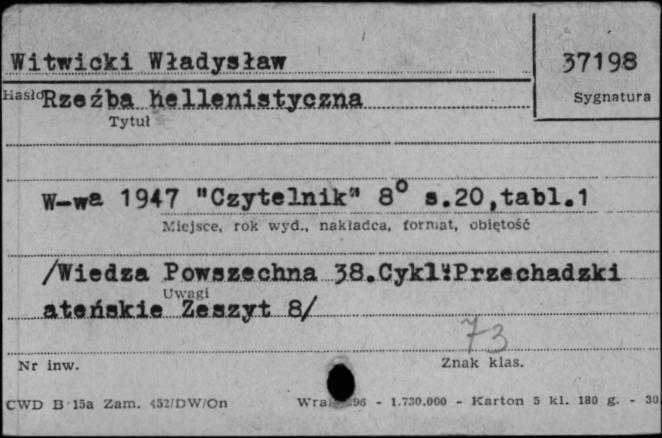 Witwicki Władysław
37198
Hasło Rzeźba hellenistyczna
Sygnatura
Tytuł
W-wa 1947 "Czytelnik" 8° s.20,tabl.1
Miejsce, rok wyd., nakładca, format, objętość
/Wiedza Powszechna 38.Cykl:Przechadzki
Uwagi
ateńskie Zeszyt 8/
73
Nr inw.
Znak klas.
CWD B-15a Zam. 452/DW/On
96 - 1.730.000 - Karton 5 kl. 180 g. - 30